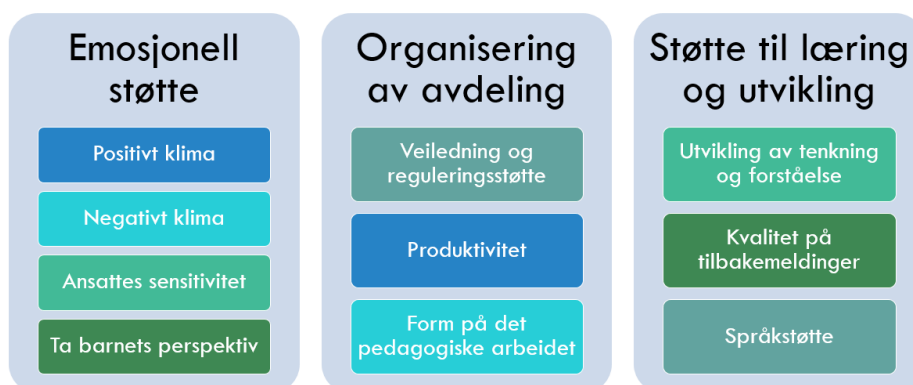 Emosjonell
støtte
Positivt klima
Negativt klima
Ansattes sensitivitet
Ta barnets perspektiv
Organisering
av avdeling
Veiledning og
reguleringsstøtte
Produktivitet
Form på det
pedagogiske arbeidet
Støtte til læring
og utvikling
Utvikling av tenkning
og forståelse
Kvalitet på
tilbakemeldinger
Språkstøtte